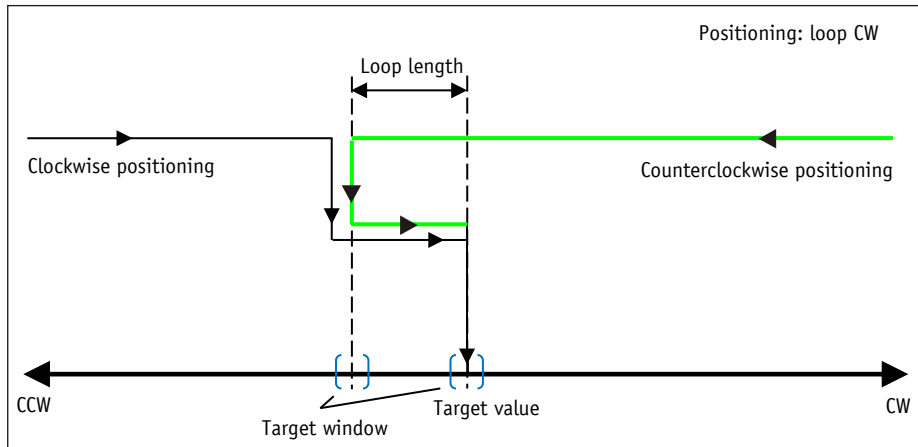 Positioning: loop CW
Loop length
Clockwise positioning
Counterclockwise positioning
CCW
Target window
Target value
CW